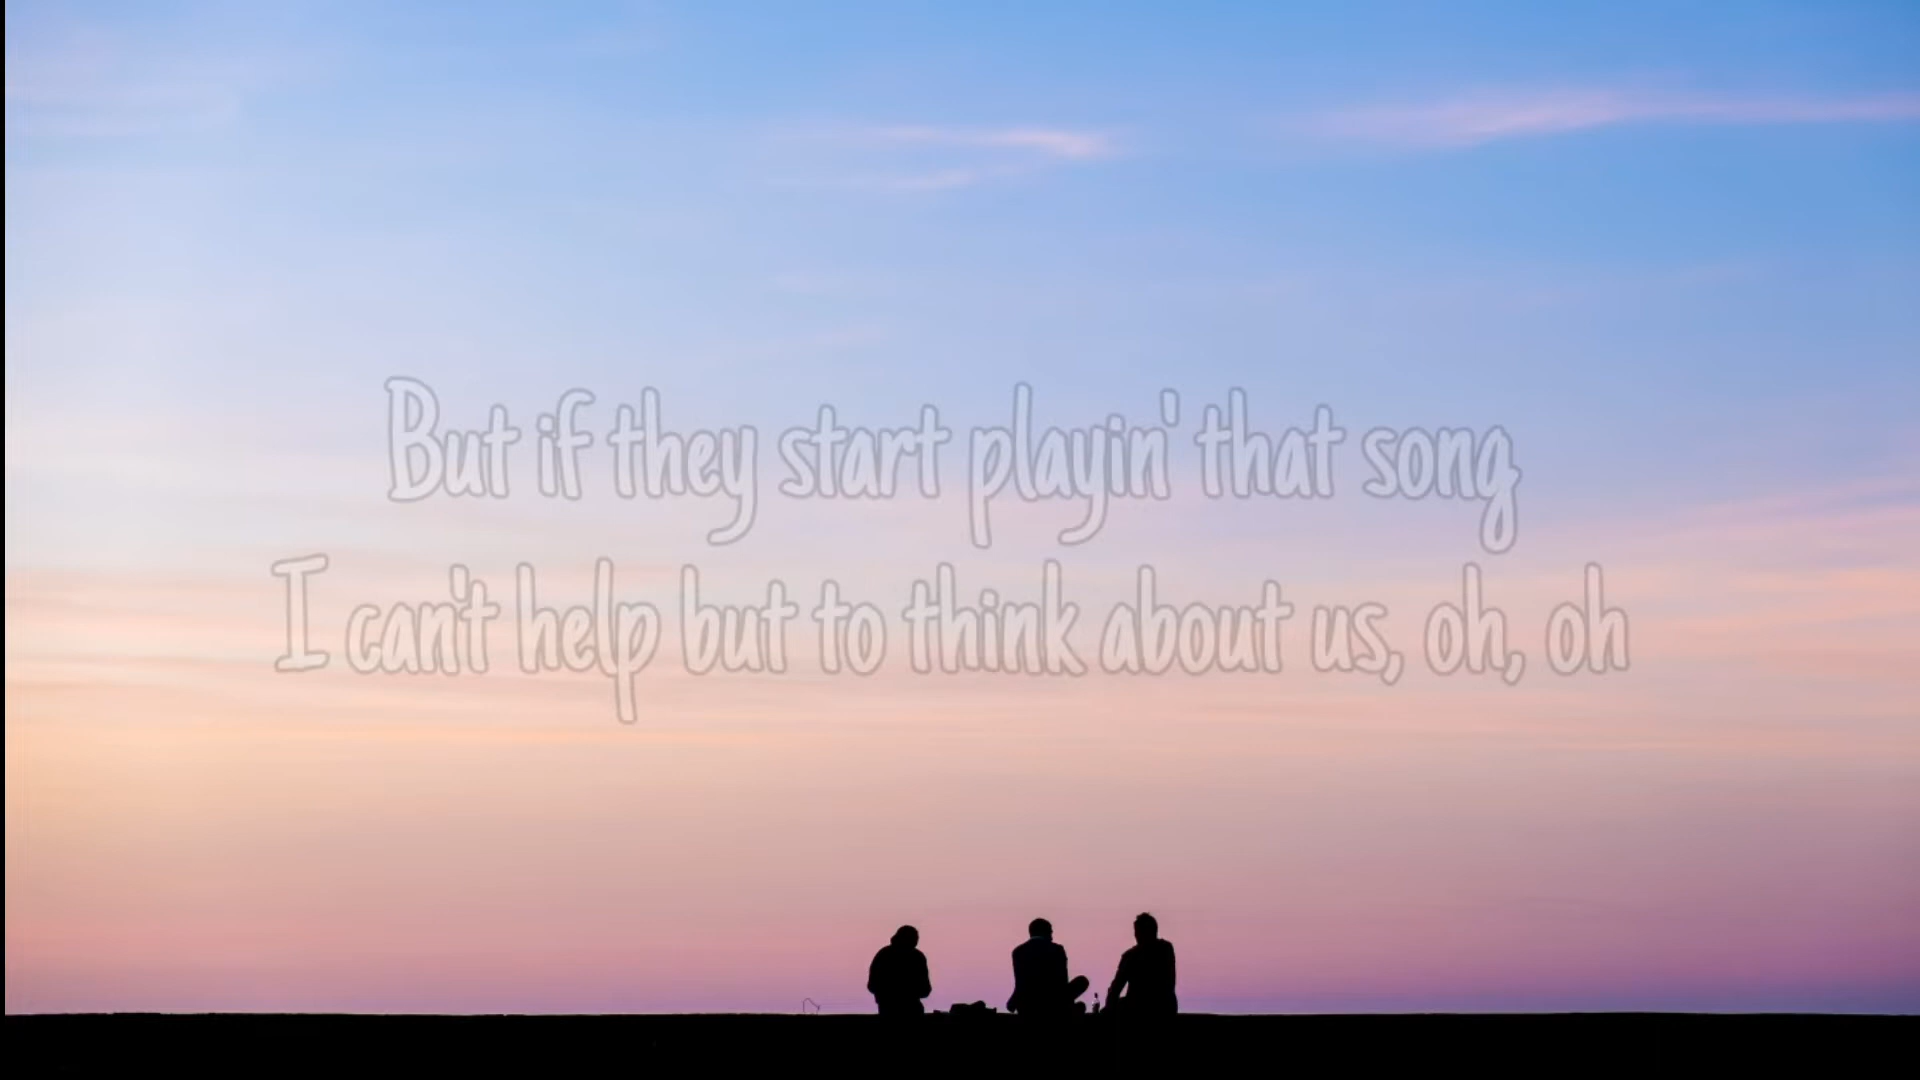 But if they start playin' that song
I can't help but to think about us, oh, oh